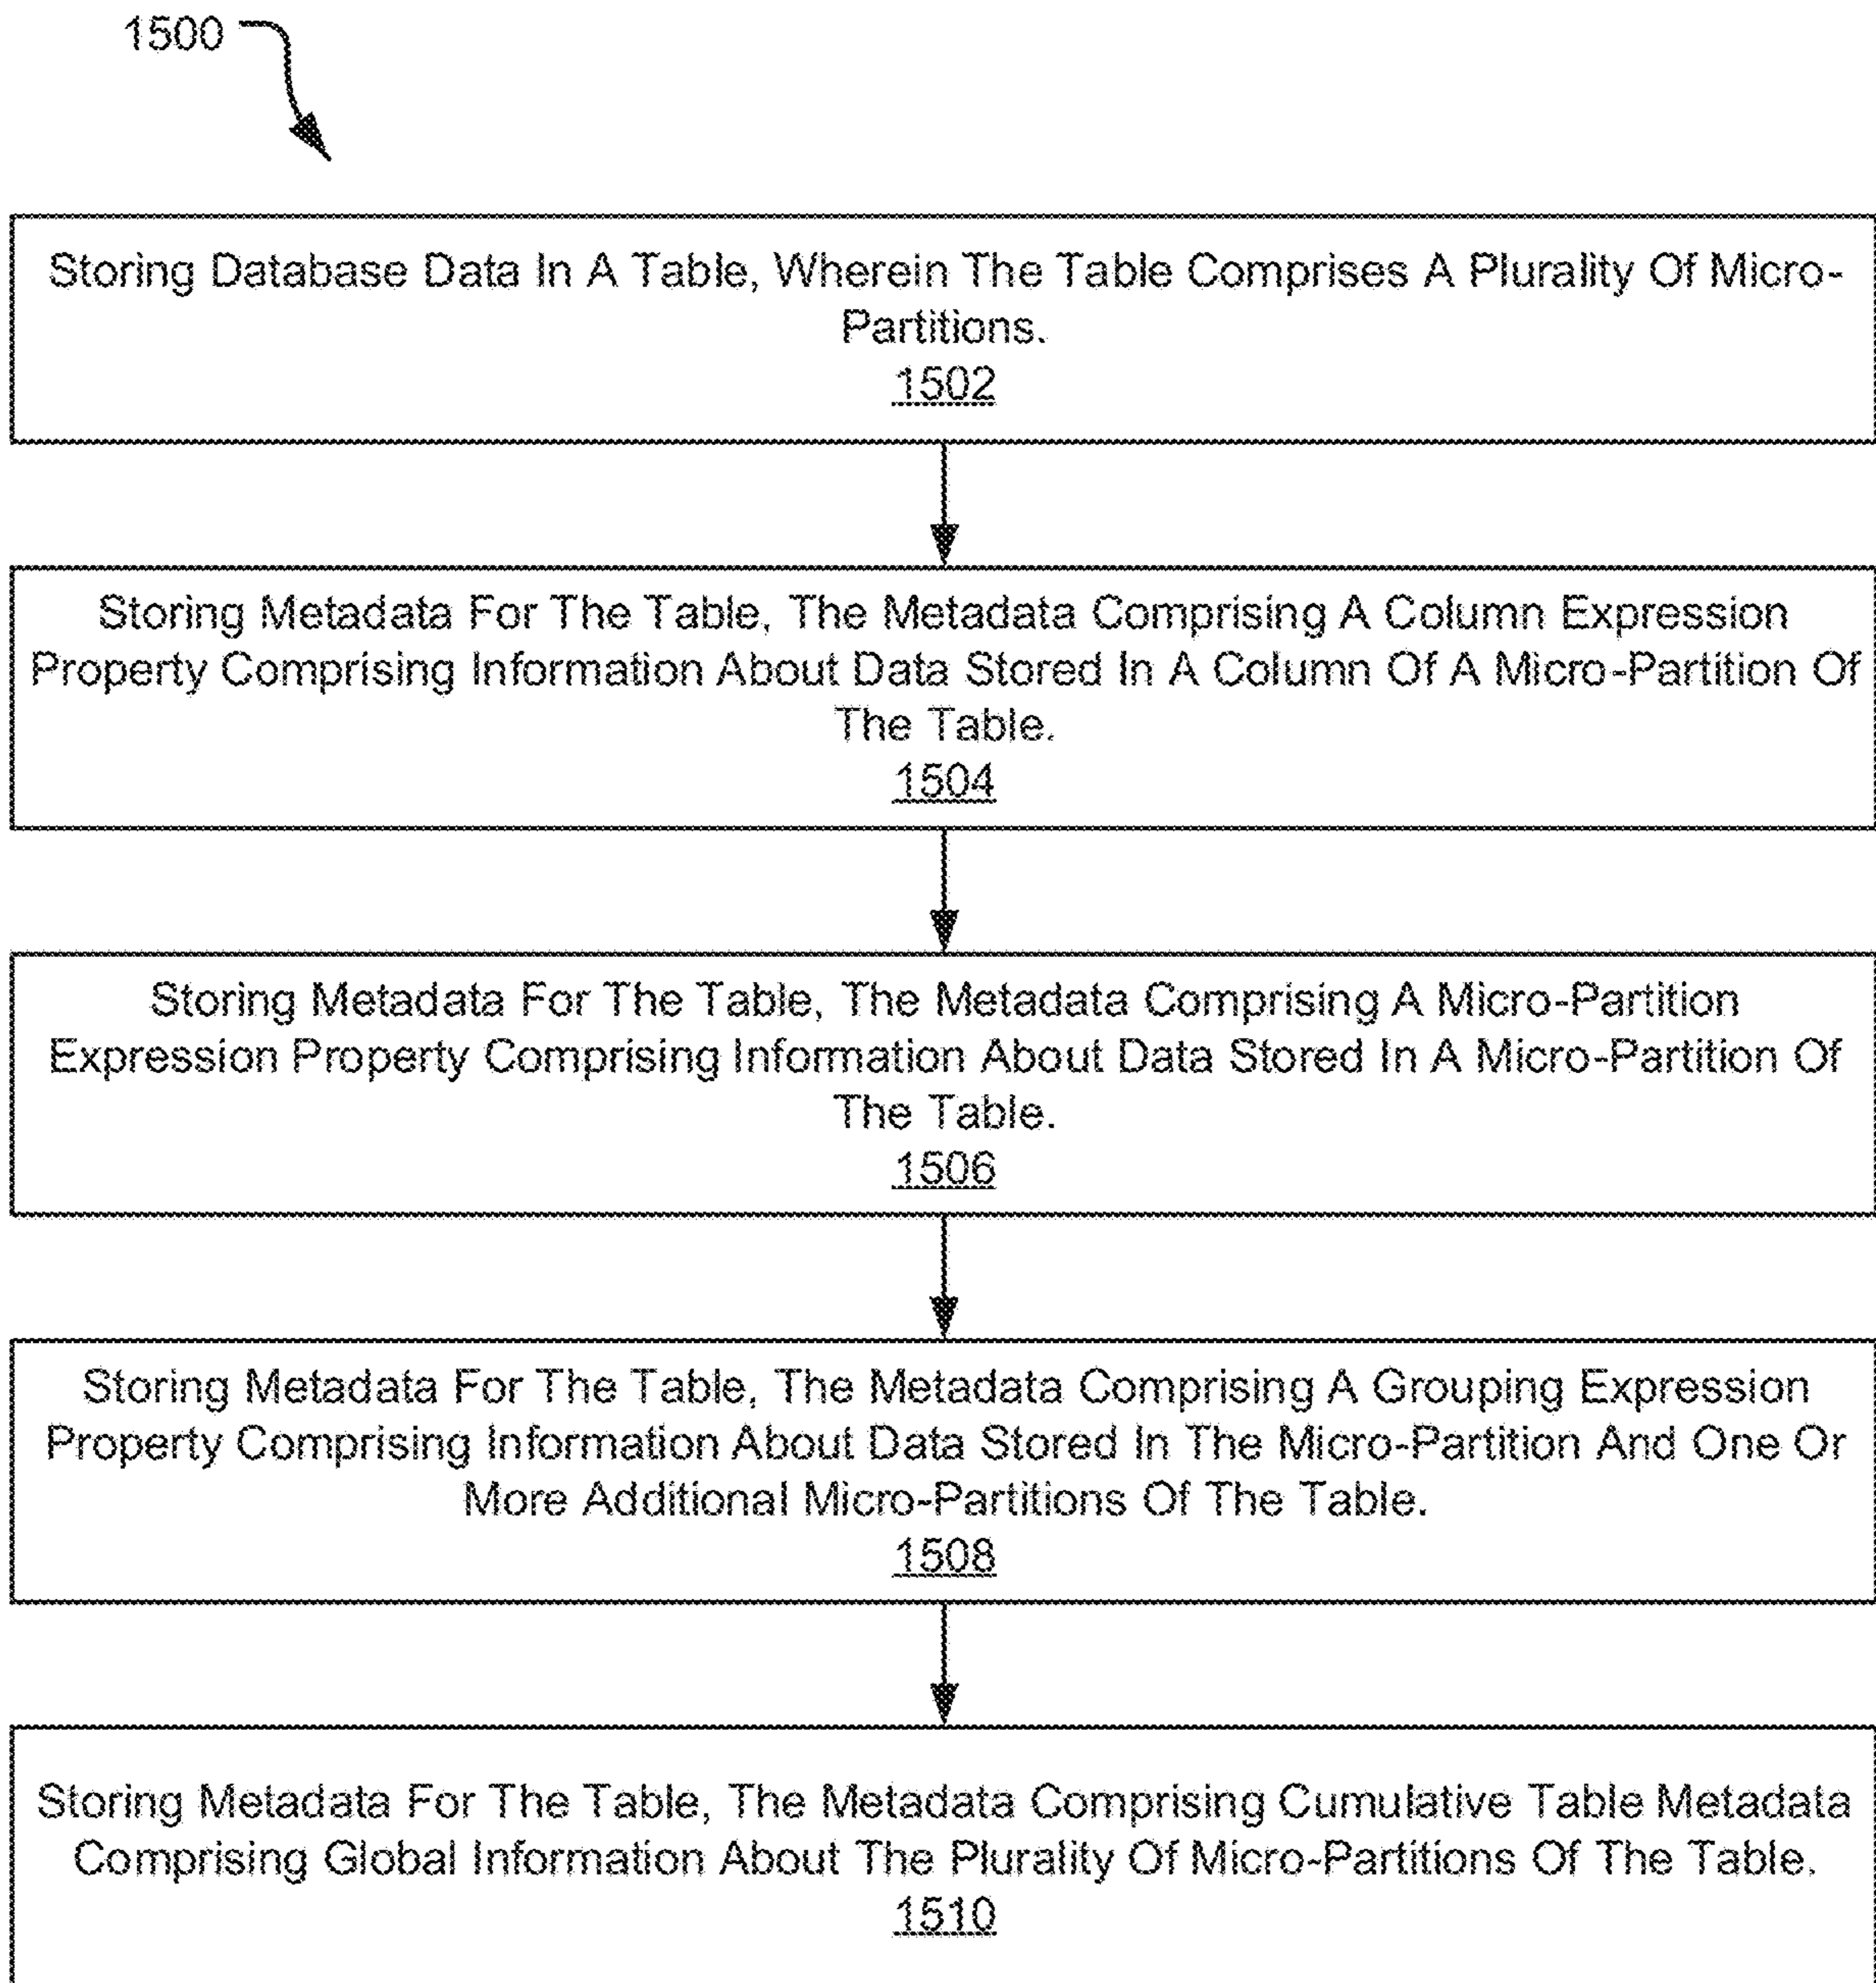 1500
Storing Database Data In A Table, Wherein The Table Comprises A Plurality Of Micro-
Partitions.
1502
Storing Metadata For The Table, The Metadata Comprising A Column Expression
Property Comprising Information About Data Stored In A Column Of A Micro-Partition Of
The Table.
1504
Storing Metadata For The Table, The Metadata Comprising A Micro-Partition
Expression Property Comprising Information About Data Stored In A Micro-Partition Of
The Table.
1506
Storing Metadata For The Table, The Metadata Comprising A Grouping Expression
Property Comprising Information About Data Stored In The Micro-Partition And One Or
More Additional Micro-Partitions Of The Table.
1508
Storing Metadata For The Table, The Metadata Comprising Cumulative Table Metadata
Comprising Global Information About The Plurality Of Micro-Partitions Of The Table.
1510